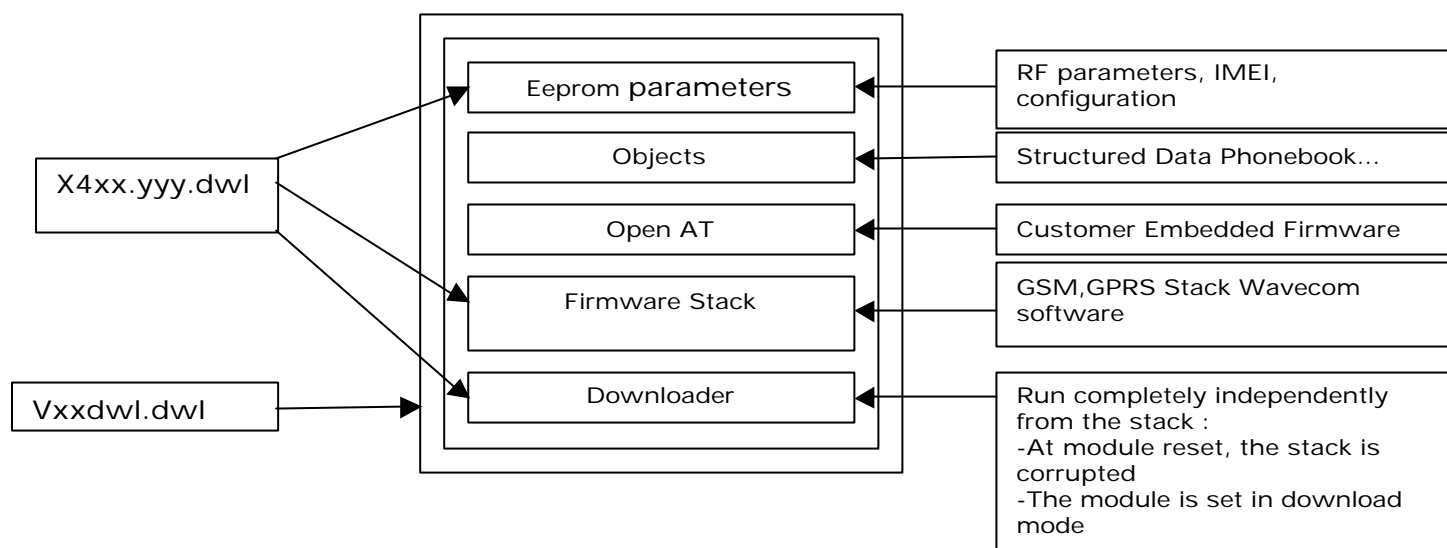 Eeprom parameters
RF parameters, IMEI,
configuration
Objects
Structured Data Phonebook...
X4xx.yyy.dwl
Open AT
Customer Embedded Firmware
Firmware Stack
GSM,GPRS Stack Wavecom
software
Vxxdwl.dwl
Downloader
Run completely independently
from the stack :
-At module reset, the stack is
corrupted
-The module is set in download
mode